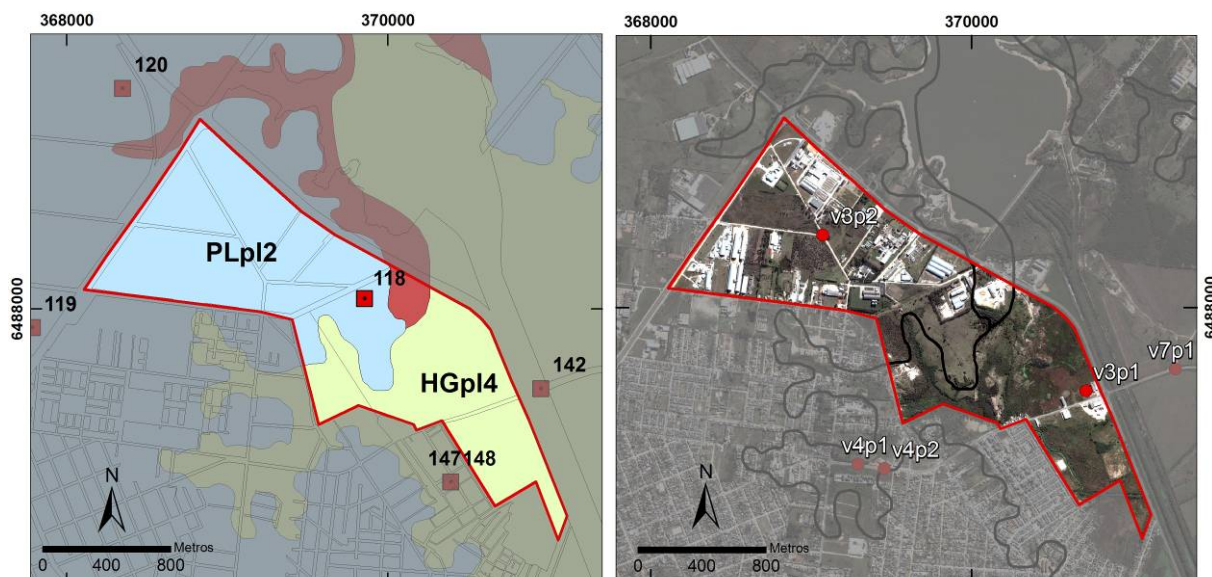 368000 370000
120
PLpl2
118
119
6488000
HGpl4
142
147148
N
Metros
0 400 800
368000 370000
v3p2
6488000
v7p1
v3p1
v4p1 v4p2
N
Metros
0 400 800